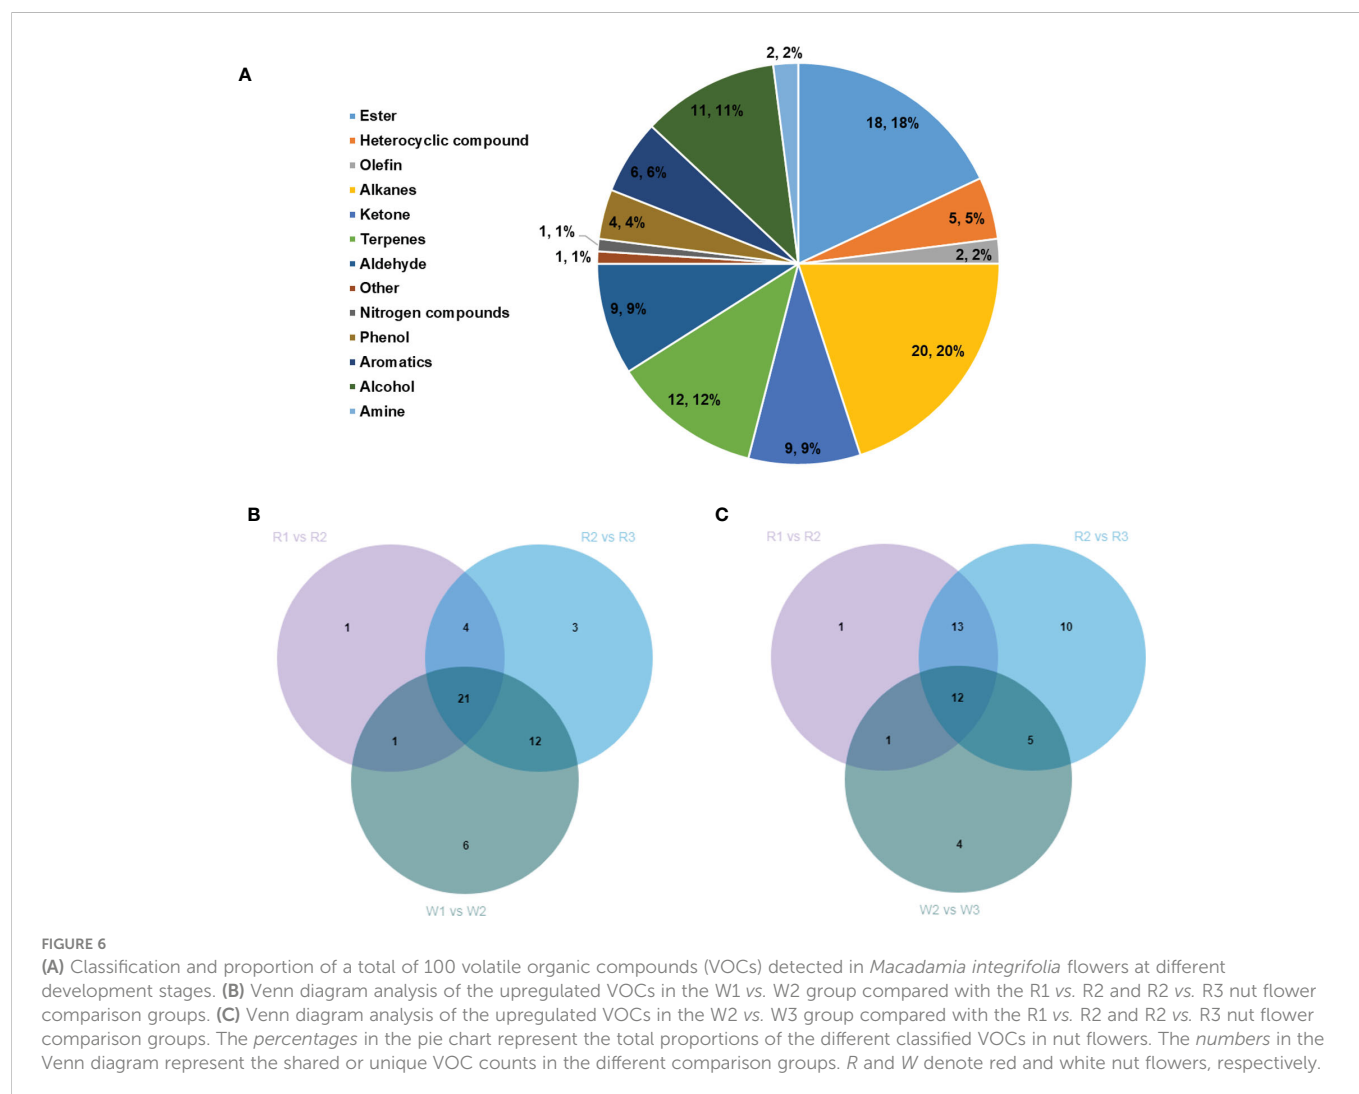 A
Ester
Heterocyclic compound
Olefin
Alkanes
Ketone
Terpenes
Aldehyde
Other
Nitrogen compounds
Phenol
Aromatics
Alcohol
Amine
2, 2%
18, 18%
5, 5%
2, 2%
20, 20%
9, 9%
12, 12%
9, 9%
1, 1%
1, 1%
4, 4%
6, 6%
11, 11%
B
R1 vs R2
R2 vs R3
1
4
3
21
1
12
6
W1 vs W2
C
R1 vs R2
R2 vs R3
1
13
10
12
1
5
4
W2 vs W3
FIGURE 6
(A) Classification and proportion of a total of 100 volatile organic compounds (VOCs) detected in Macadamia integrifolia flowers at different
development stages. (B) Venn diagram analysis of the upregulated VOCs in the W1 vs. W2 group compared with the R1 vs. R2 and R2 vs. R3 nut flower
comparison groups. (C) Venn diagram analysis of the upregulated VOCs in the W2 vs. W3 group compared with the R1 vs. R2 and R2 vs. R3 nut flower
comparison groups. The percentages in the pie chart represent the total proportions of the different classified VOCs in nut flowers. The numbers in the
Venn diagram represent the shared or unique VOC counts in the different comparison groups. R and W denote red and white nut flowers, respectively.